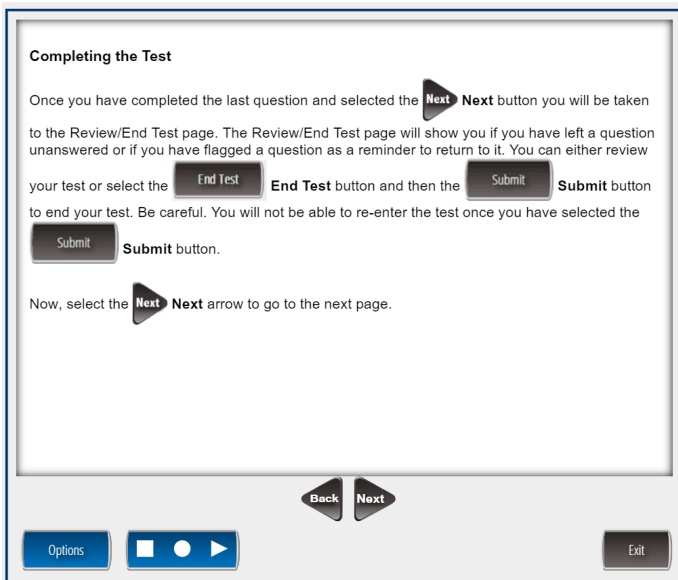 Completing the Test
Once you have completed the last question and selected the Next Next button you will be taken
to the Review/End Test page. The Review/End Test page will show you if you have left a question
unanswered or if you have flagged a question as a reminder to return to it. You can either review
your test or select the End Test End Test button and then the Submit Submit button
to end your test. Be careful. You will not be able to re-enter the test once you have selected the
Submit Submit button.
Now, select the Next Next arrow to go to the next page.
Back Next
Options Exit